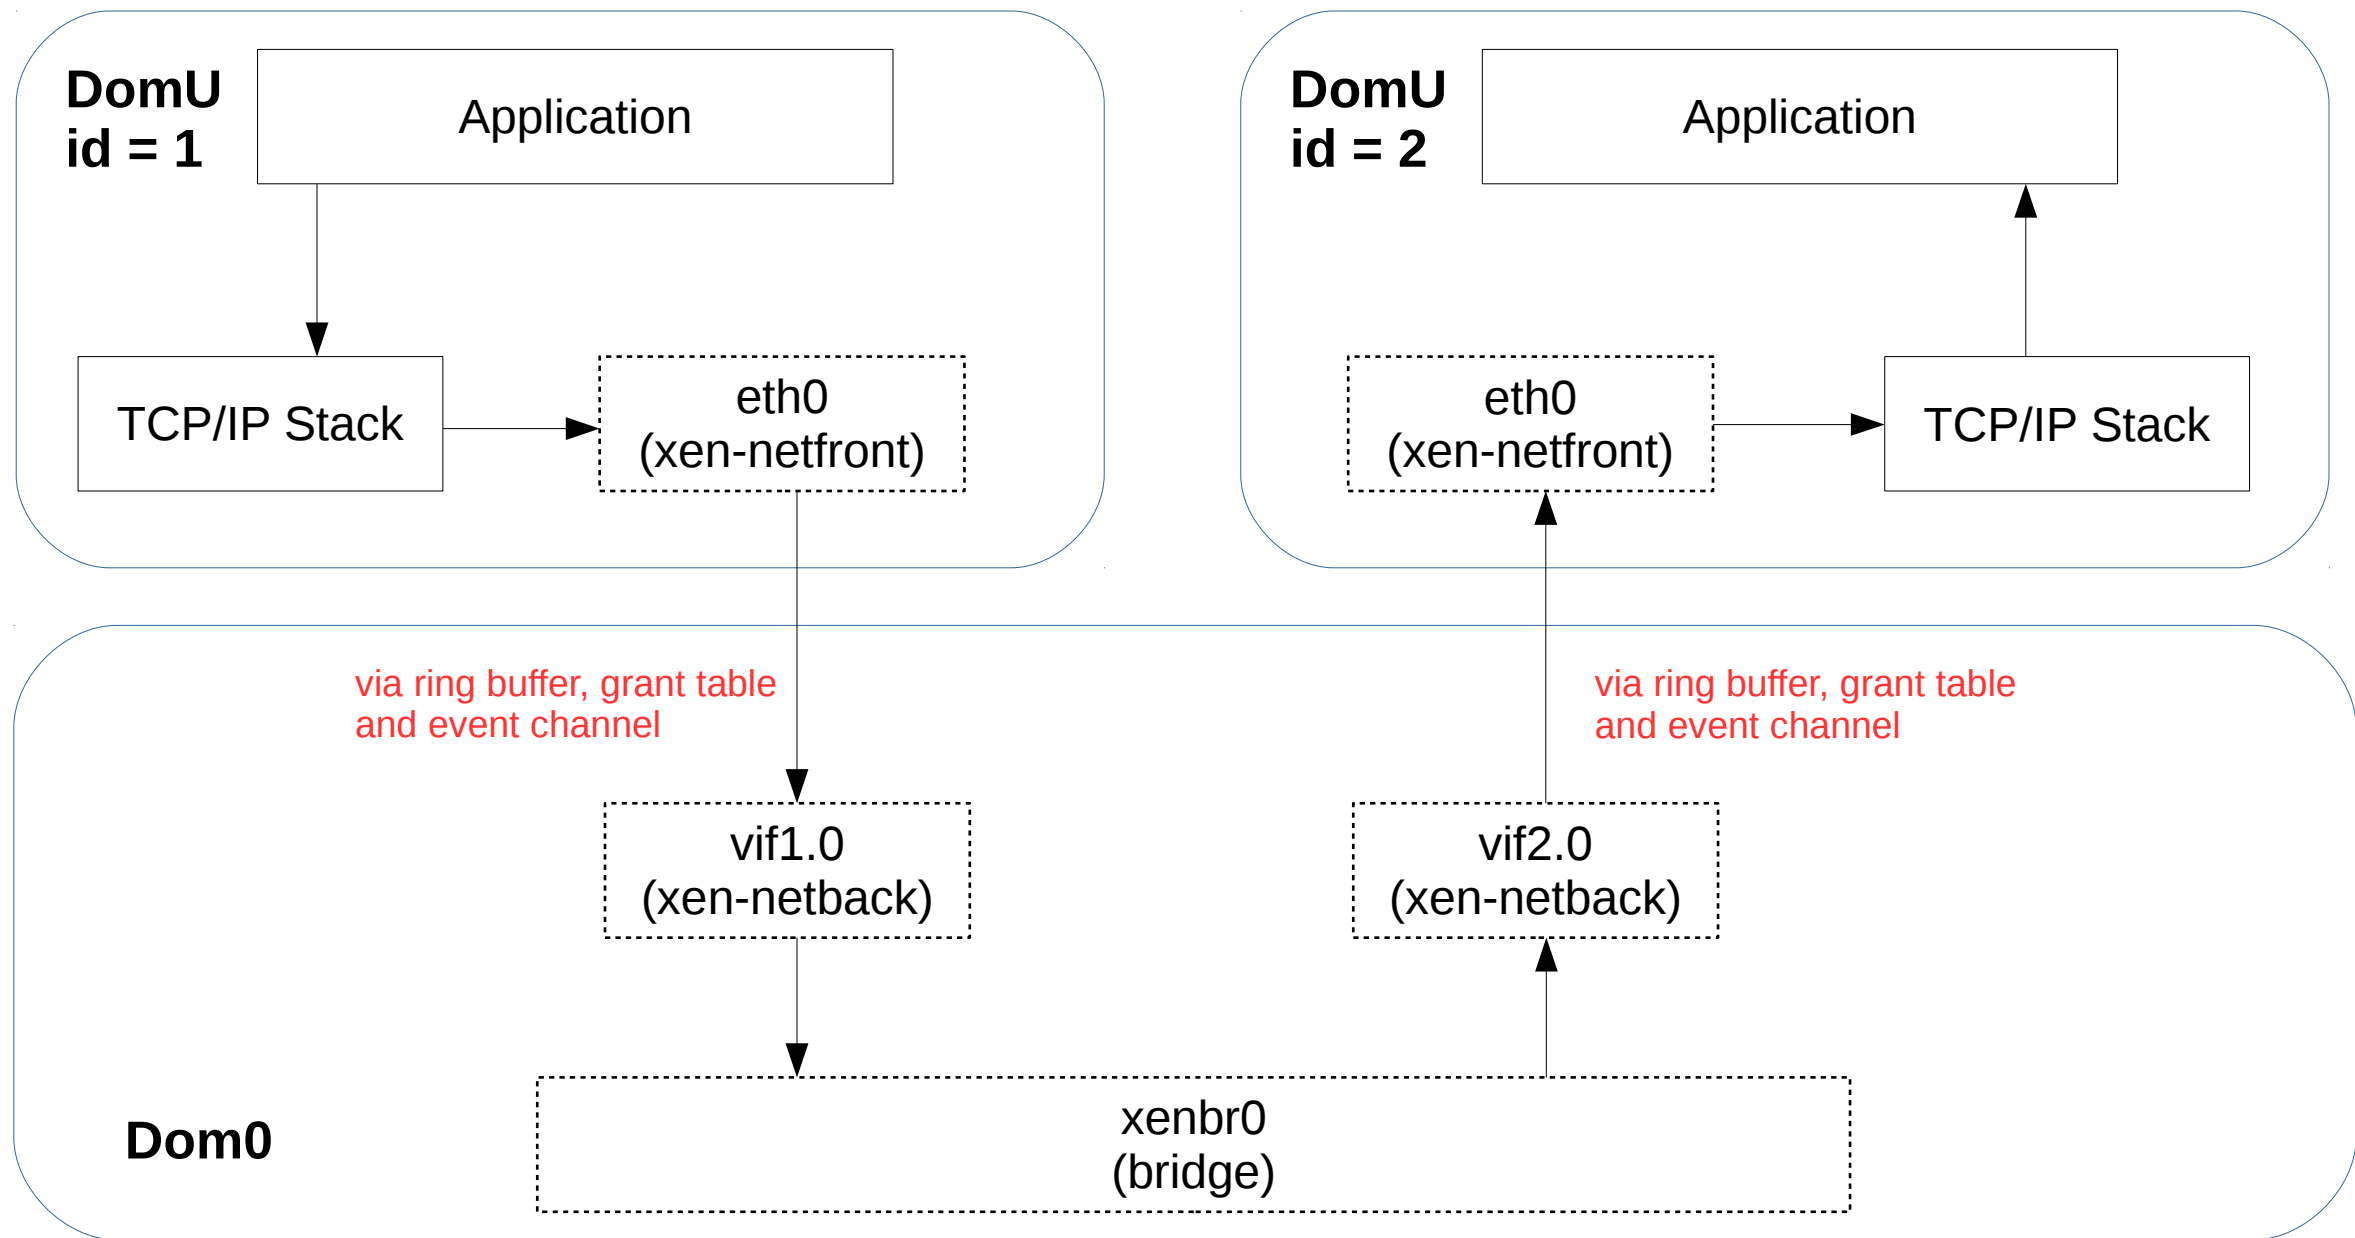 DomU
id = 1
Application
TCP/IP Stack
eth0
(xen-netfront)
DomU
id = 2
Application
eth0
(xen-netfront)
TCP/IP Stack
via ring buffer, grant table
and event channel
via ring buffer, grant table
and event channel
vif1.0
(xen-netback)
vif2.0
(xen-netback)
Dom0
xenbr0
(bridge)